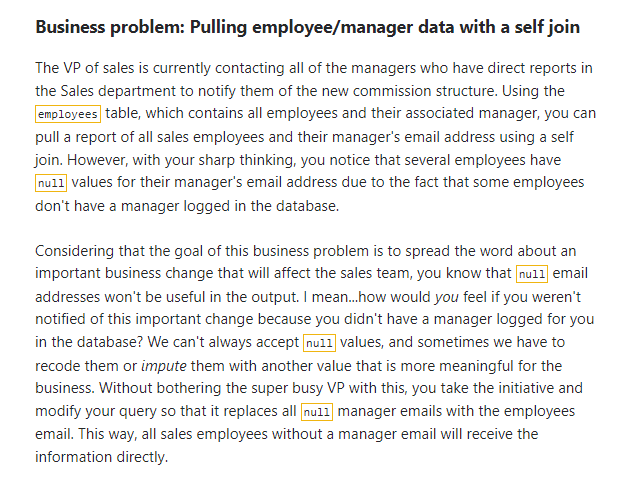 Business problem: Pulling employee/manager data with a self join
The VP of sales is currently contacting all of the managers who have direct reports in
the Sales department to notify them of the new commission structure. Using the
employees table, which contains all employees and their associated manager, you can
pull a report of all sales employees and their manager's email address using a self
join. However, with your sharp thinking, you notice that several employees have
null values for their manager's email address due to the fact that some employees
don't have a manager logged in the database.
Considering that the goal of this business problem is to spread the word about an
important business change that will affect the sales team, you know that null email
addresses won't be useful in the output. I mean...how would you feel if you weren't
notified of this important change because you didn't have a manager logged for you
in the database? We can't always accept null values, and sometimes we have to
recode them or impute them with another value that is more meaningful for the
business. Without bothering the super busy VP with this, you take the initiative and
modify your query so that it replaces all null manager emails with the employees
email. This way, all sales employees without a manager email will receive the
information directly.